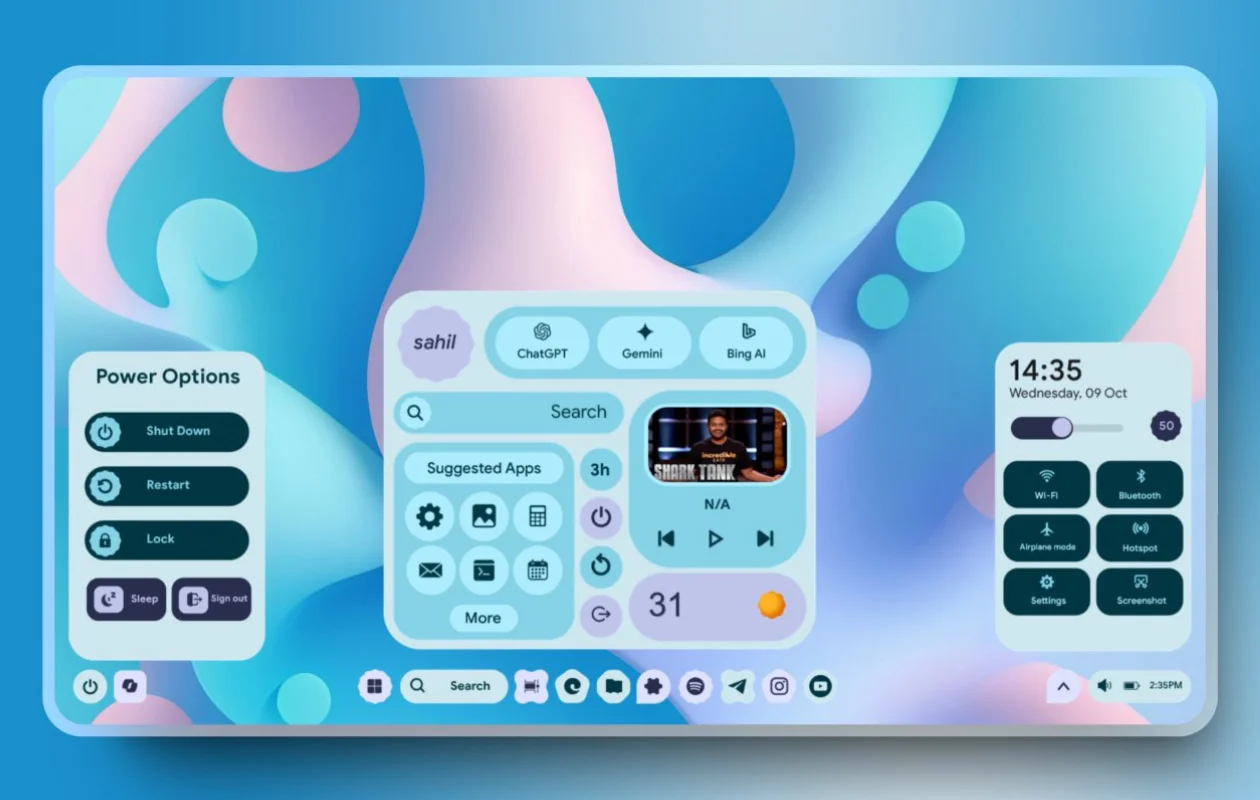 Power Options
Shut Down
Restart
Lock
Sleep
Sign out
sahil
ChatGPT
Gemini
Bing AI
Search
Suggested Apps
More
3h
incredible
SHARK TANK
N/A
31
14:35
Wednesday, 09 Oct
50
Wi-Fi
Bluetooth
Airplane mode
Hotspot
Settings
Screenshot
Search
2:35PM